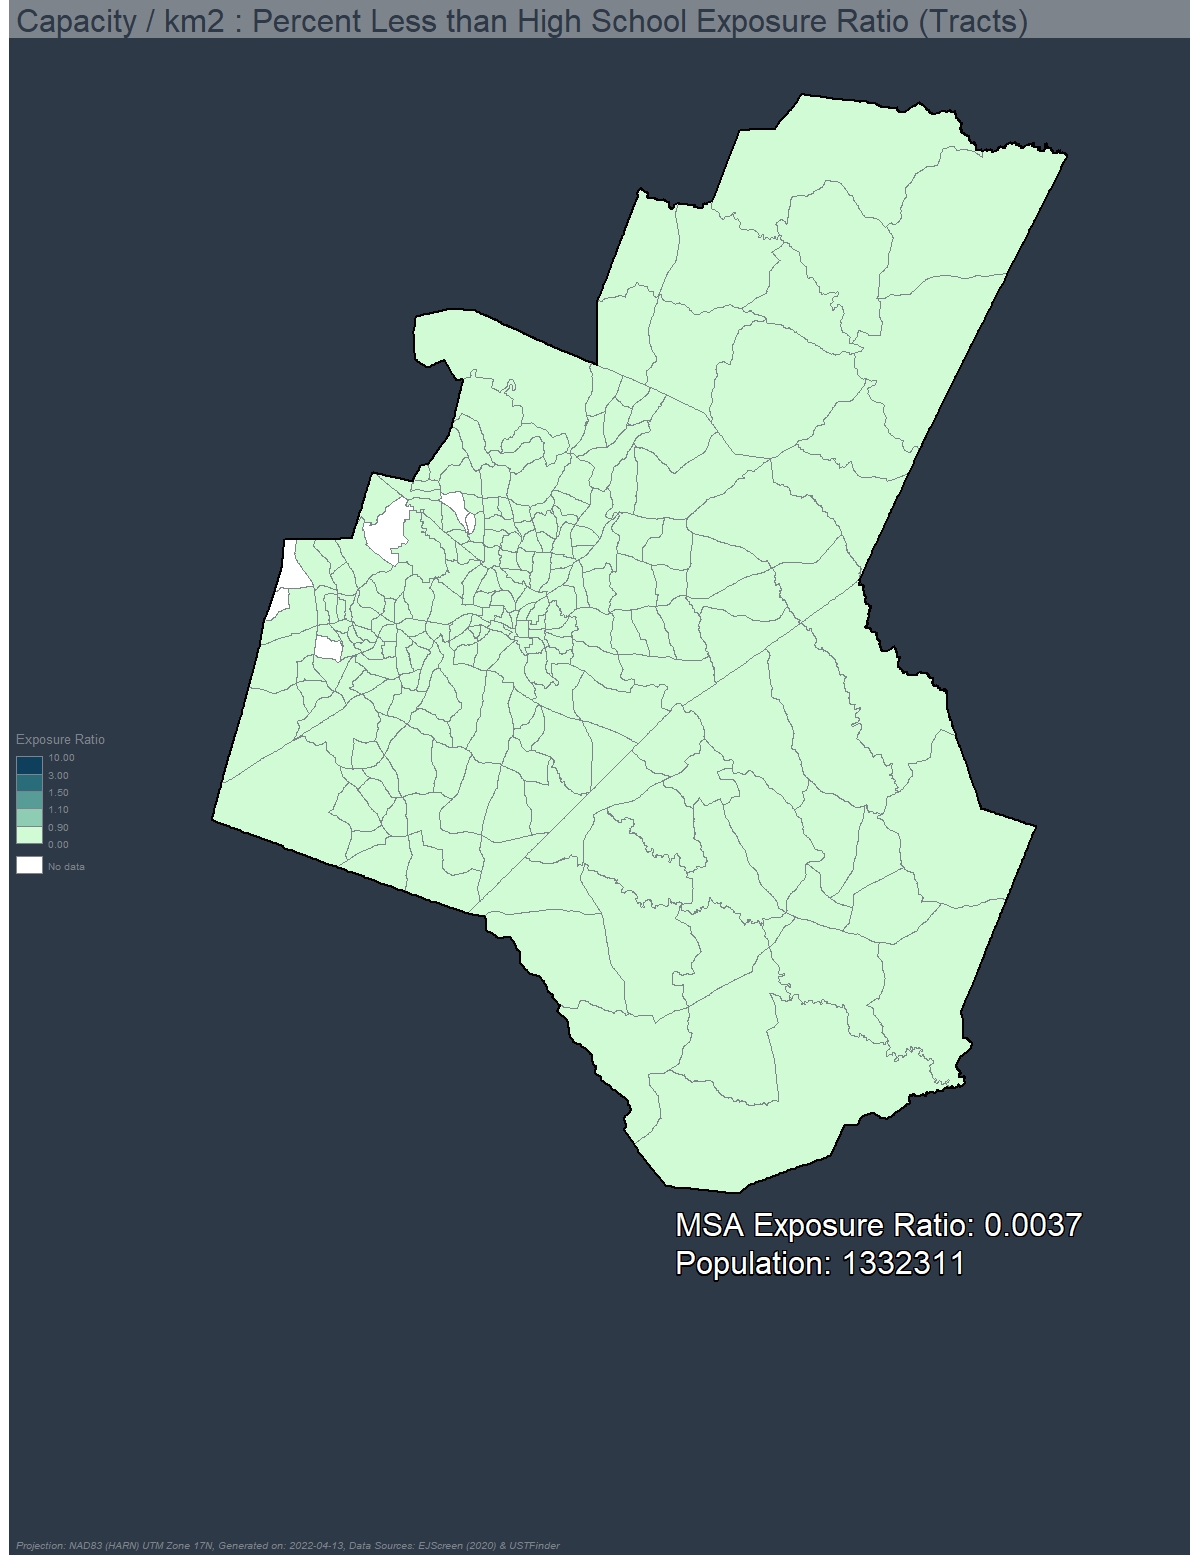 Capacity / km2 : Percent Less than High School Exposure Ratio (Tracts)
Exposure Ratio
10.00
3.00
1.50
1.10
0.90
0.00
No data
MSA Exposure Ratio: 0.0037
Population: 1332311
Projection: NAD83 (HARN) UTM Zone 17N, Generated on: 2022-04-13, Data Sources: EJScreen (2020) & USTFinder